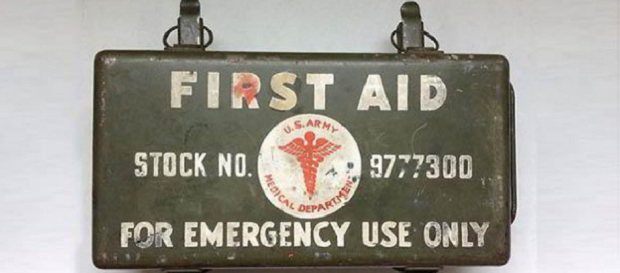 FIRST AID
U.S. ARMY
STOCK NO. 9777300
MEDICAL DEPARTMENT
FOR EMERGENCY USE ONLY